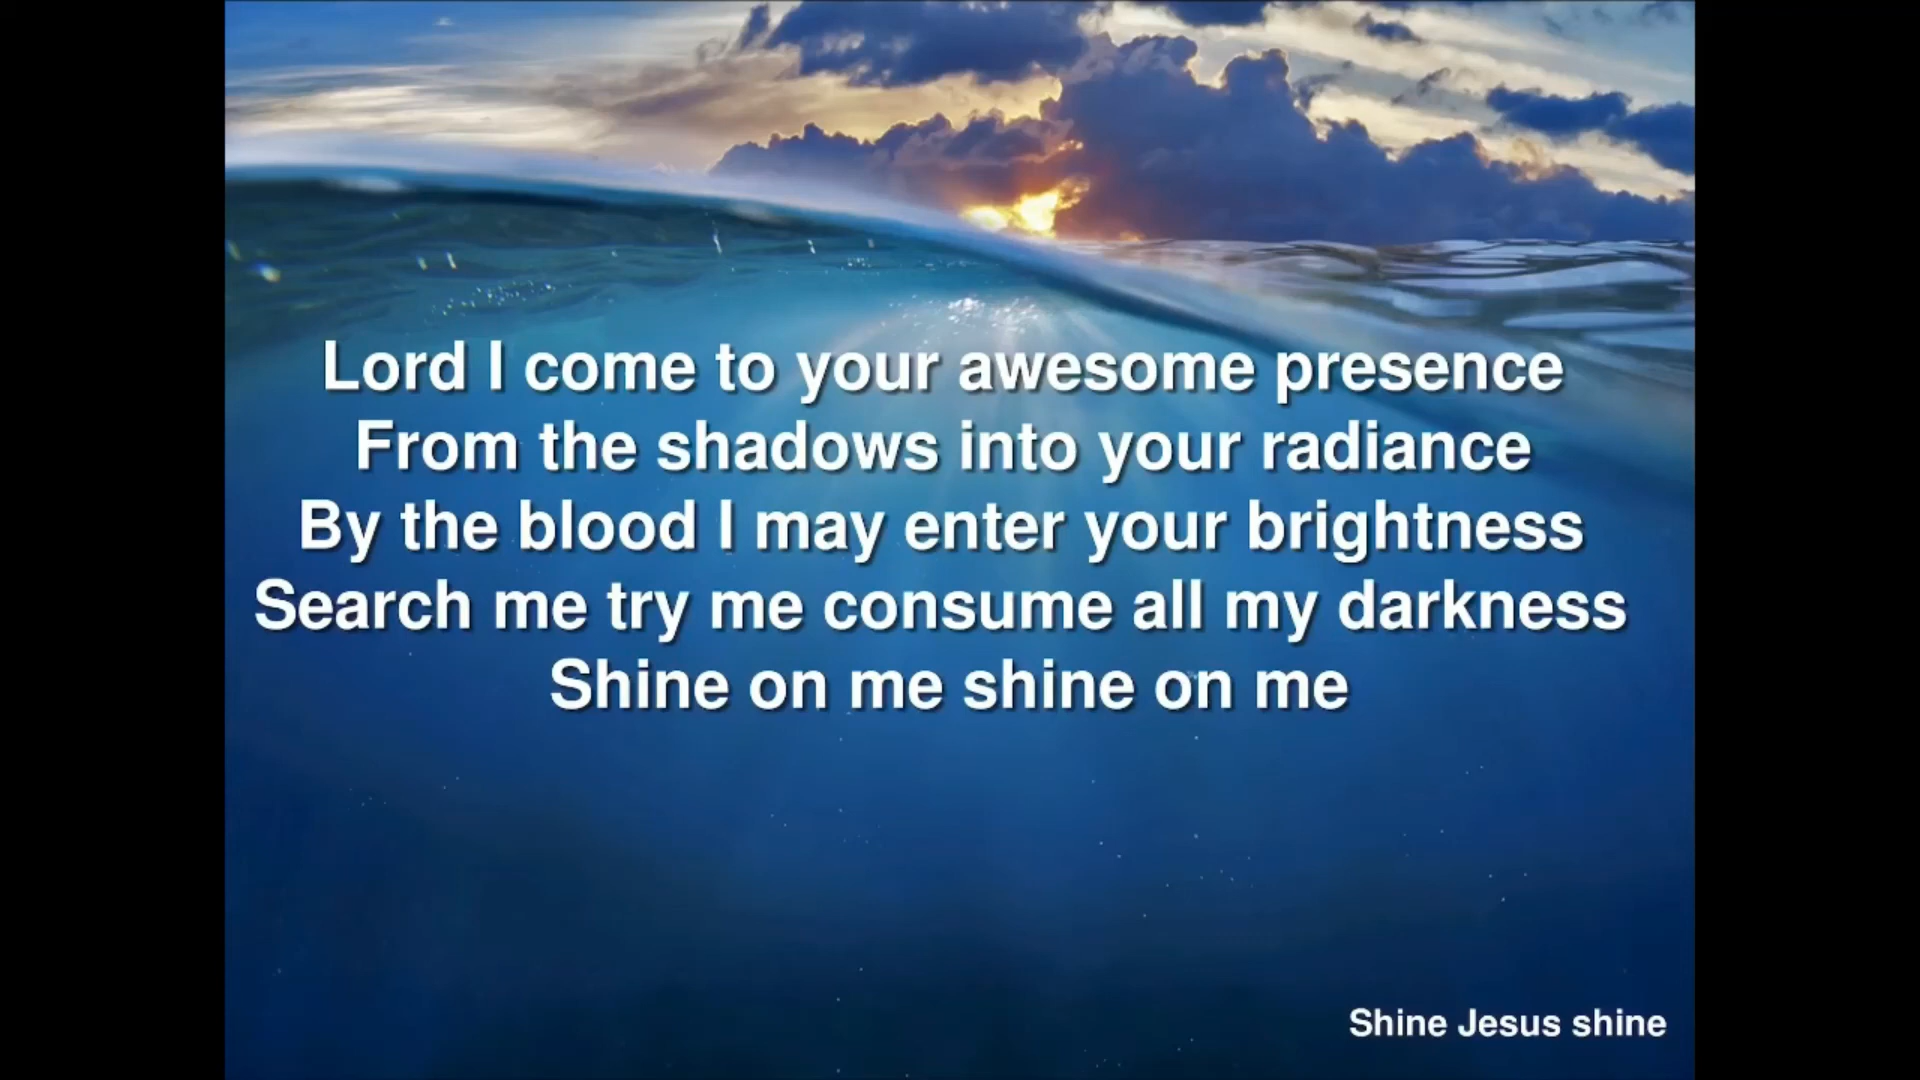 Lord I come to your awesome presence
From the shadows into your radiance
By the blood I may enter your brightness
Search me try me consume all my darkness
Shine on me shine on me
Shine Jesus shine